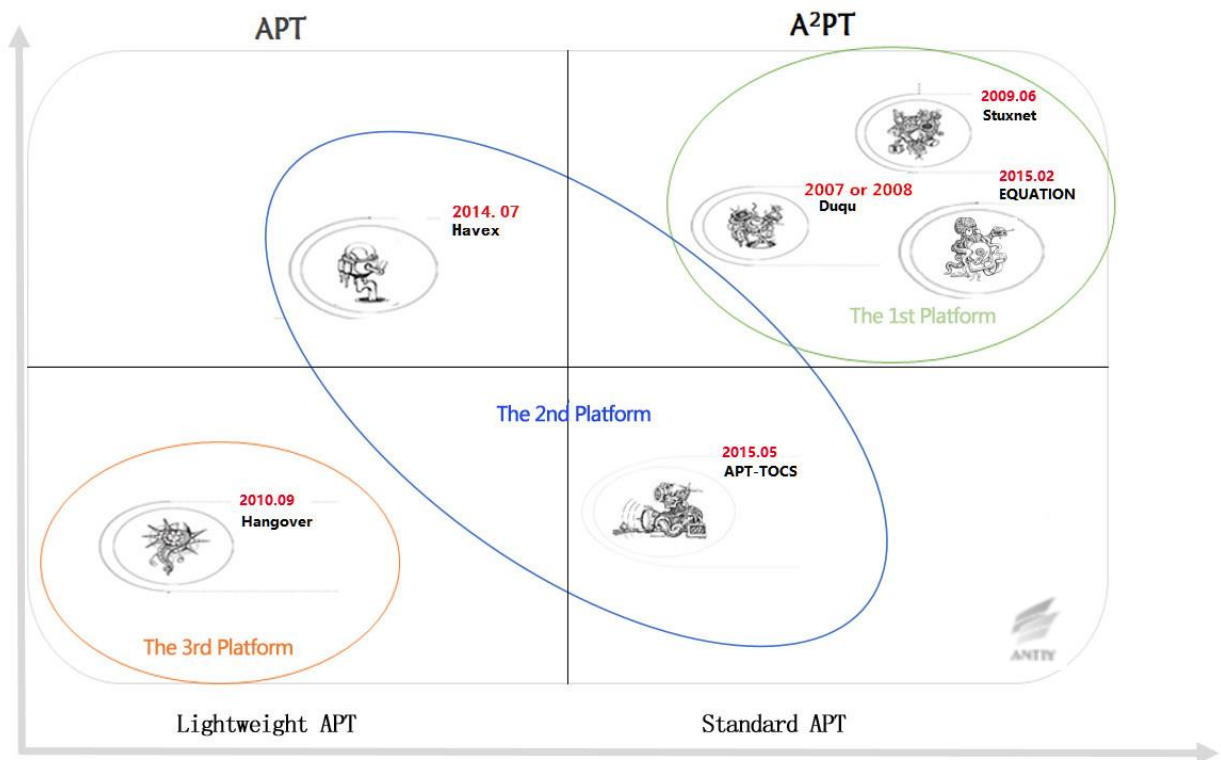 APT
A²PT
2009.06
Stuxnet
2015.02
EQUATION
2007 or 2008
Duqu
2014. 07
Havex
The 1st Platform
The 2nd Platform
2015.05
APT-TOCS
2010.09
Hangover
The 3rd Platform
ANTIY
Lightweight APT
Standard APT